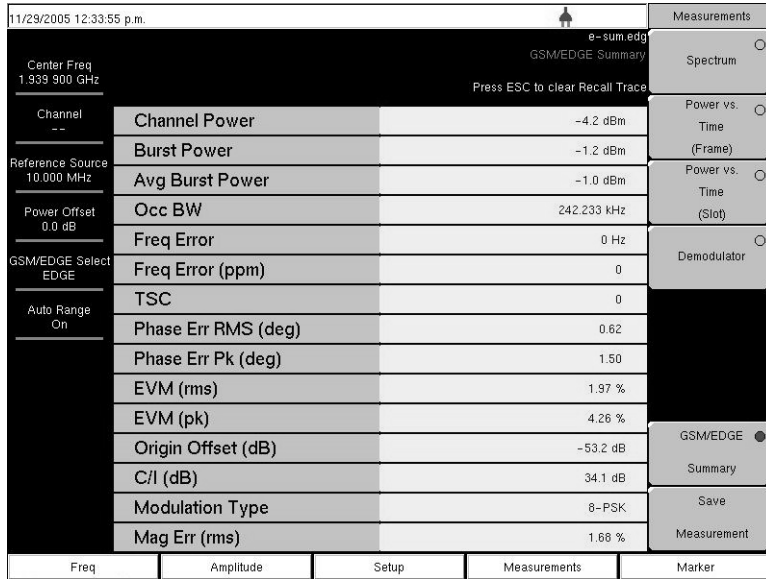 11/29/2005 12:33:55 p.m.
Measurements
e-sum.edg
GSM/EDGE Summary
Press ESC to clear Recall Trace
Center Freq
1.939 900 GHz
Channel
--
Reference Source
10.000 MHz
Power Offset
0.0 dB
GSM/EDGE Select
EDGE
Auto Range
On
Channel Power -4.2 dBm
Burst Power -1.2 dBm
Avg Burst Power -1.0 dBm
Occ BW 242.233 kHz
Freq Error 0 Hz
Freq Error (ppm) 0
TSC 0
Phase Err RMS (deg) 0.62
Phase Err Pk (deg) 1.50
EVM (rms) 1.97 %
EVM (pk) 4.26 %
Origin Offset (dB) -53.2 dB
C/I (dB) 34.1 dB
Modulation Type 8-PSK
Mag Err (rms) 1.68 %
Spectrum
Power vs.
Time
(Frame)
Power vs.
Time
(Slot)
Demodulator
GSM/EDGE
Summary
Save
Measurement
Freq Amplitude Setup Measurements Marker